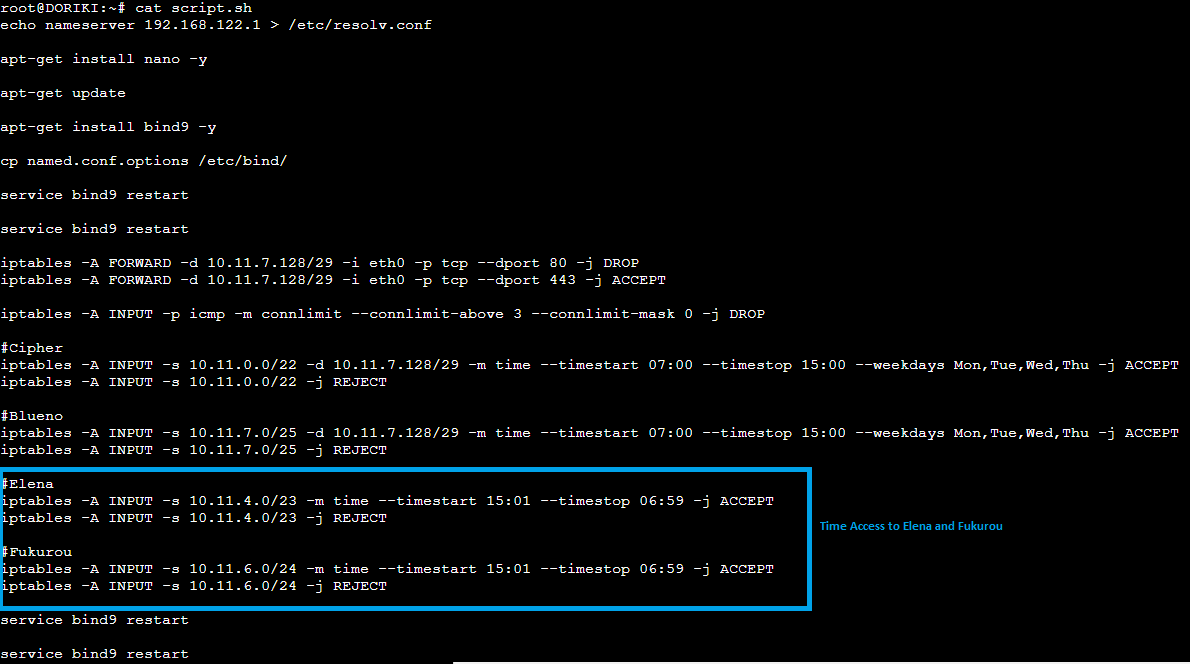 root@DORIKI:~# cat script.sh
echo nameserver 192.168.122.1 > /etc/resolv.conf
apt-get install nano -y
apt-get update
apt-get install bind9 -y
cp named.conf.options /etc/bind/
service bind9 restart
service bind9 restart
iptables -A FORWARD -d 10.11.7.128/29 -i eth0 -p tcp --dport 80 -j DROP
iptables -A FORWARD -d 10.11.7.128/29 -i eth0 -p tcp --dport 443 -j ACCEPT
iptables -A INPUT -p icmp -m connlimit --connlimit-above 3 --connlimit-mask 0 -j DROP
#Cipher
iptables -A INPUT -s 10.11.0.0/22 -d 10.11.7.128/29 -m time --timestart 07:00 --timestop 15:00 --weekdays Mon,Tue,Wed,Thu -j ACCEPT
iptables -A INPUT -s 10.11.0.0/22 -j REJECT
#Blueno
iptables -A INPUT -s 10.11.7.0/25 -d 10.11.7.128/29 -m time --timestart 07:00 --timestop 15:00 --weekdays Mon,Tue,Wed,Thu -j ACCEPT
iptables -A INPUT -s 10.11.7.0/25 -j REJECT
#Elena
iptables -A INPUT -s 10.11.4.0/23 -m time --timestart 15:01 --timestop 06:59 -j ACCEPT
iptables -A INPUT -s 10.11.4.0/23 -j REJECT
Time Access to Elena and Fukurou
#Fukurou
iptables -A INPUT -s 10.11.6.0/24 -m time --timestart 15:01 --timestop 06:59 -j ACCEPT
iptables -A INPUT -s 10.11.6.0/24 -j REJECT
service bind9 restart
service bind9 restart